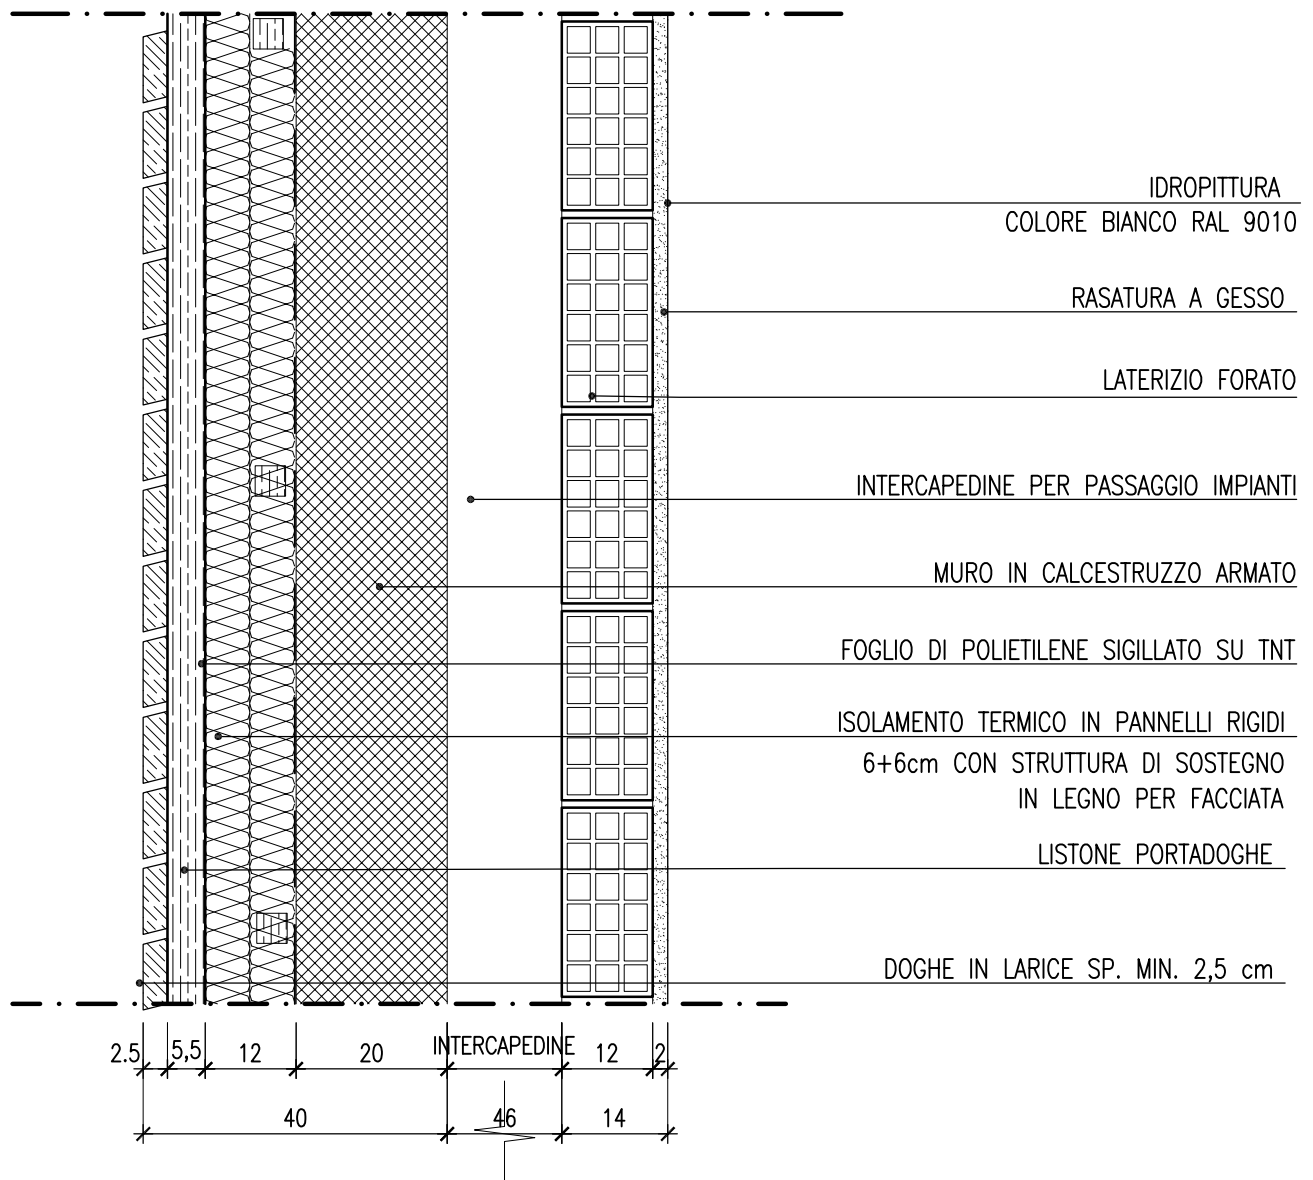 IDROPITTURA
COLORE BIANCO RAL 9010
RASATURA A GESSO
LATERIZIO FORATO
INTERCAPEDINE PER PASSAGGIO IMPIANTI
MURO IN CALCESTRUZZO ARMATO
FOGLIO DI POLIETILENE SIGILLATO SU TNT
ISOLAMENTO TERMICO IN PANNELLI RIGIDI
6+6cm CON STRUTTURA DI SOSTEGNO
IN LEGNO PER FACCIATA
LISTONE PORTADOGHE
DOGHE IN LARICE SP. MIN. 2,5 cm
2.5 5,5 12 20 INTERCAPEDINE 12 2
40 46 14